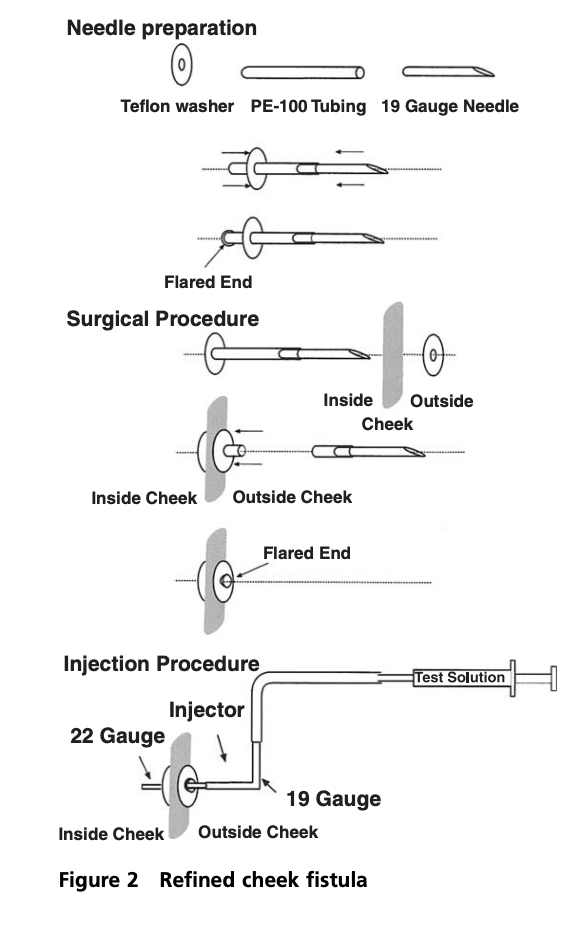 Needle preparation
Teflon washer PE-100 Tubing 19 Gauge Needle
Flared End
Surgical Procedure
Inside Outside
Cheek
Inside Cheek Outside Cheek
Flared End
Injection Procedure
Test Solution
Injector
22 Gauge
19 Gauge
Inside Cheek Outside Cheek
Figure 2 Refined cheek fistula